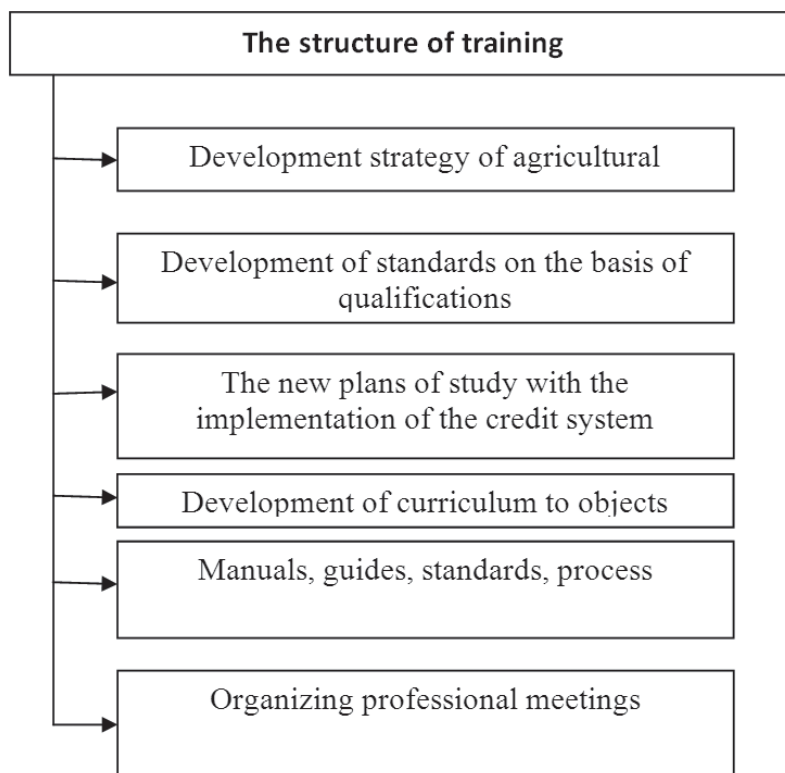 The structure of training
Development strategy of agricultural
Development of standards on the basis of
qualifications
The new plans of study with the
implementation of the credit system
Development of curriculum to objects
Manuals, guides, standards, process
Organizing professional meetings